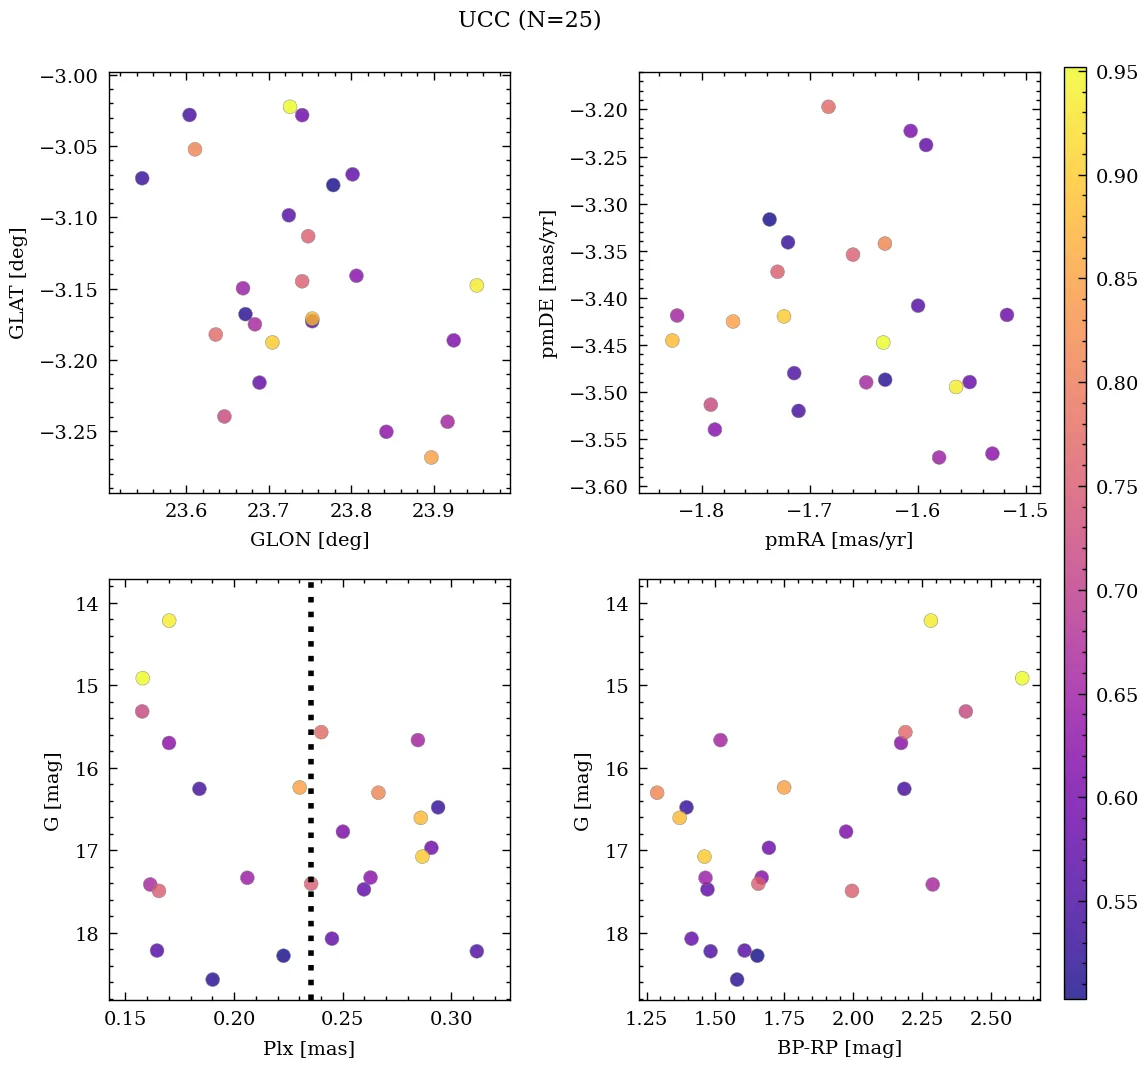 UCC (N=25)
−3.00
−3.05
−3.10
−3.15
−3.20
−3.25
GLAT [deg]
23.6 23.7 23.8 23.9
GLON [deg]
−3.20
−3.25
−3.30
−3.35
−3.40
−3.45
−3.50
−3.55
−3.60
pmDE [mas/yr]
−1.8 −1.7 −1.6 −1.5
pmRA [mas/yr]
14
15
16
17
18
G [mag]
0.15 0.20 0.25 0.30
Plx [mas]
14
15
16
17
18
G [mag]
1.25 1.50 1.75 2.00 2.25 2.50
BP-RP [mag]
0.95
0.90
0.85
0.80
0.75
0.70
0.65
0.60
0.55